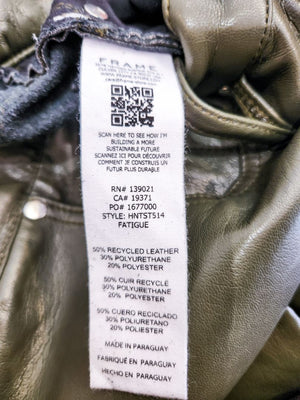 FRAME
SCAN HERE TO SEE HOW I'M
BUILDING A MORE
SUSTAINABLE FUTURE
SCANNEZ ICI POUR DÉCOUVRIR
COMMENT JE CONSTRUIS UN
FUTUR PLUS DURABLE
RN# 139021
CA# 19371
PO# 1677000
STYLE: HNTST514
FATIGUE
50% RECYCLED LEATHER
30% POLYURETHANE
20% POLYESTER
50% CUIR RECYCLÉ
30% POLYURETHANE
20% POLYESTER
50% CUERO RECICLADO
30% POLIURETANO
20% POLIESTER
MADE IN PARAGUAY
FABRIQUÉ EN PARAGUAY
HECHO EN PARAGUAY